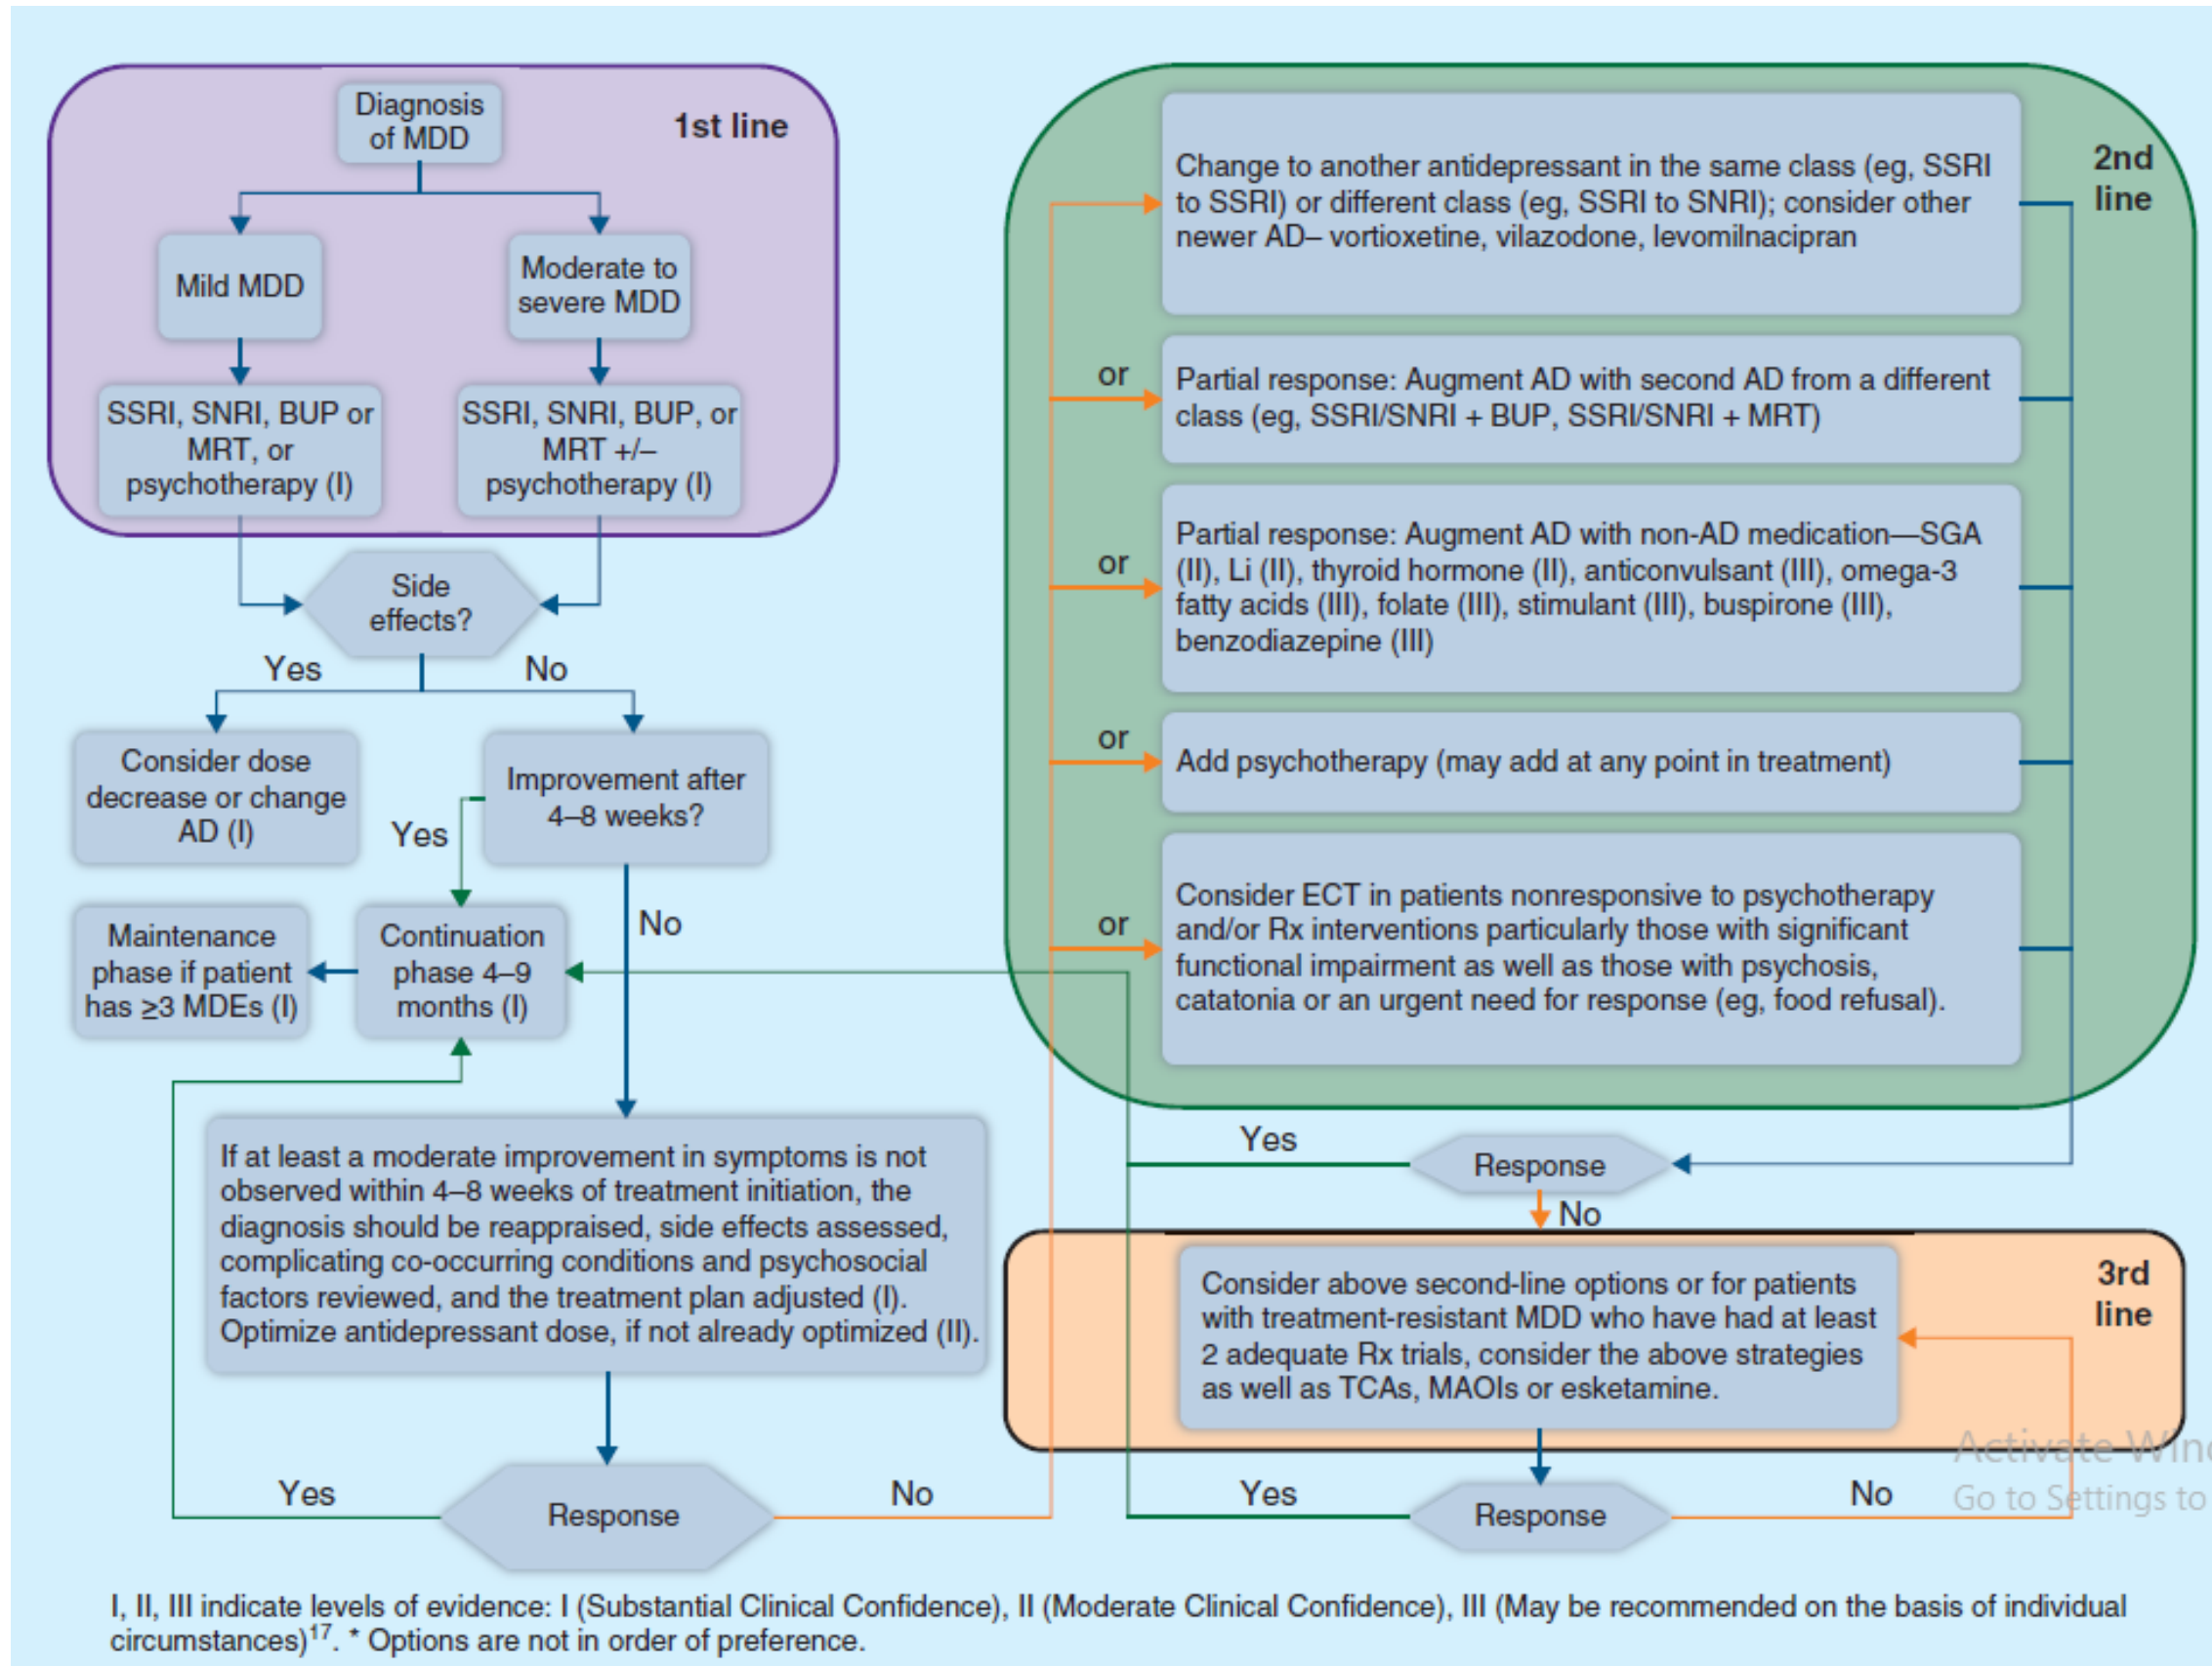 Diagnosis
of MDD
1st line
Mild MDD
Moderate to
severe MDD
SSRI, SNRI, BUP or
MRT, or
psychotherapy (I)
SSRI, SNRI, BUP, or
MRT +/–
psychotherapy (I)
Side
effects?
Yes
No
Consider dose
decrease or change
AD (I)
Improvement after
4–8 weeks?
Yes
No
Maintenance
phase if patient
has ≥3 MDEs (I)
Continuation
phase 4–9
months (I)
If at least a moderate improvement in symptoms is not
observed within 4–8 weeks of treatment initiation, the
diagnosis should be reappraised, side effects assessed,
complicating co-occurring conditions and psychosocial
factors reviewed, and the treatment plan adjusted (I).
Optimize antidepressant dose, if not already optimized (II).
Yes
Response
No
2nd
line
Change to another antidepressant in the same class (eg, SSRI
to SSRI) or different class (eg, SSRI to SNRI); consider other
newer AD– vortioxetine, vilazodone, levomilnacipran
or
Partial response: Augment AD with second AD from a different
class (eg, SSRI/SNRI + BUP, SSRI/SNRI + MRT)
or
Partial response: Augment AD with non-AD medication—SGA
(II), Li (II), thyroid hormone (II), anticonvulsant (III), omega-3
fatty acids (III), folate (III), stimulant (III), buspirone (III),
benzodiazepine (III)
or
Add psychotherapy (may add at any point in treatment)
or
Consider ECT in patients nonresponsive to psychotherapy
and/or Rx interventions particularly those with significant
functional impairment as well as those with psychosis,
catatonia or an urgent need for response (eg, food refusal).
Yes
Response
No
3rd
line
Consider above second-line options or for patients
with treatment-resistant MDD who have had at least
2 adequate Rx trials, consider the above strategies
as well as TCAs, MAOIs or esketamine.
Yes
Response
No
Activate Win
Go to Settings to
I, II, III indicate levels of evidence: I (Substantial Clinical Confidence), II (Moderate Clinical Confidence), III (May be recommended on the basis of individual
circumstances)¹⁷. * Options are not in order of preference.